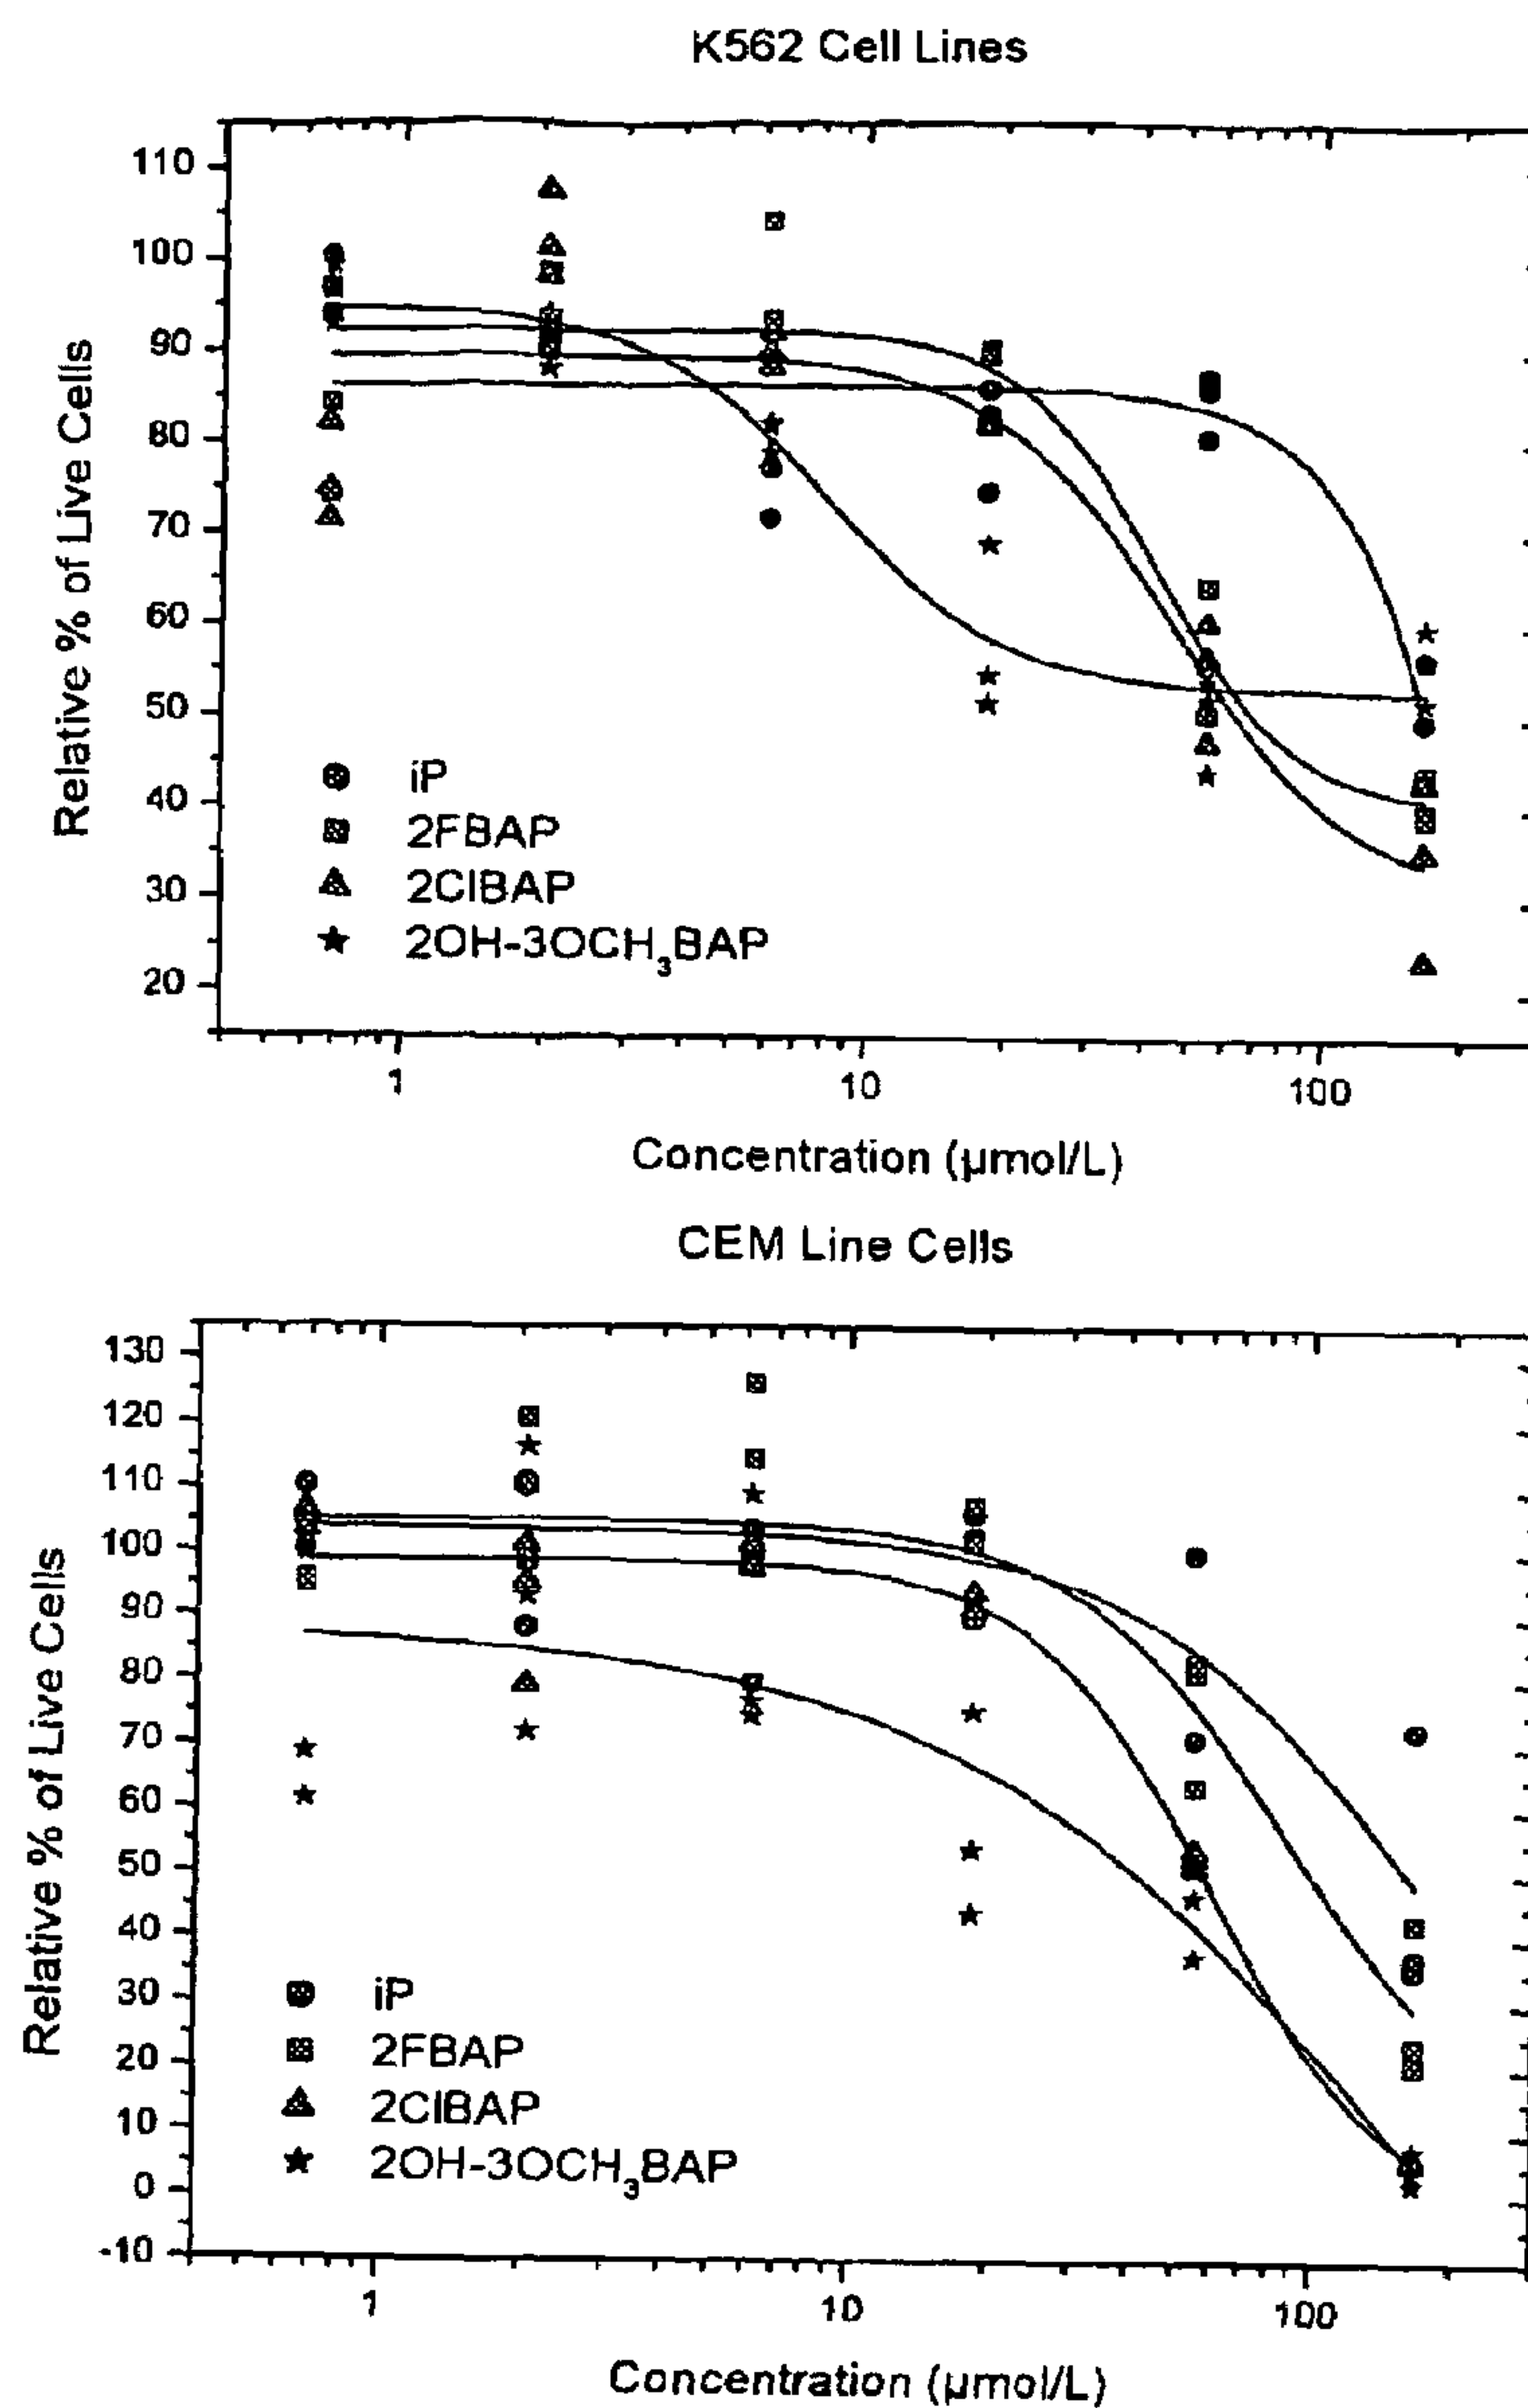 K562 Cell Lines
110
100
90
80
70
60
50
40
30
20
Relative % of Live Cells
iP
2FBAP
2ClBAP
2OH-3OCH₃BAP
1 10 100
Concentration (µmol/L)
CEM Line Cells
130
120
110
100
90
80
70
60
50
40
30
20
10
0
-10
Relative % of Live Cells
iP
2FBAP
2ClBAP
2OH-3OCH₃BAP
1 10 100
Concentration (µmol/L)